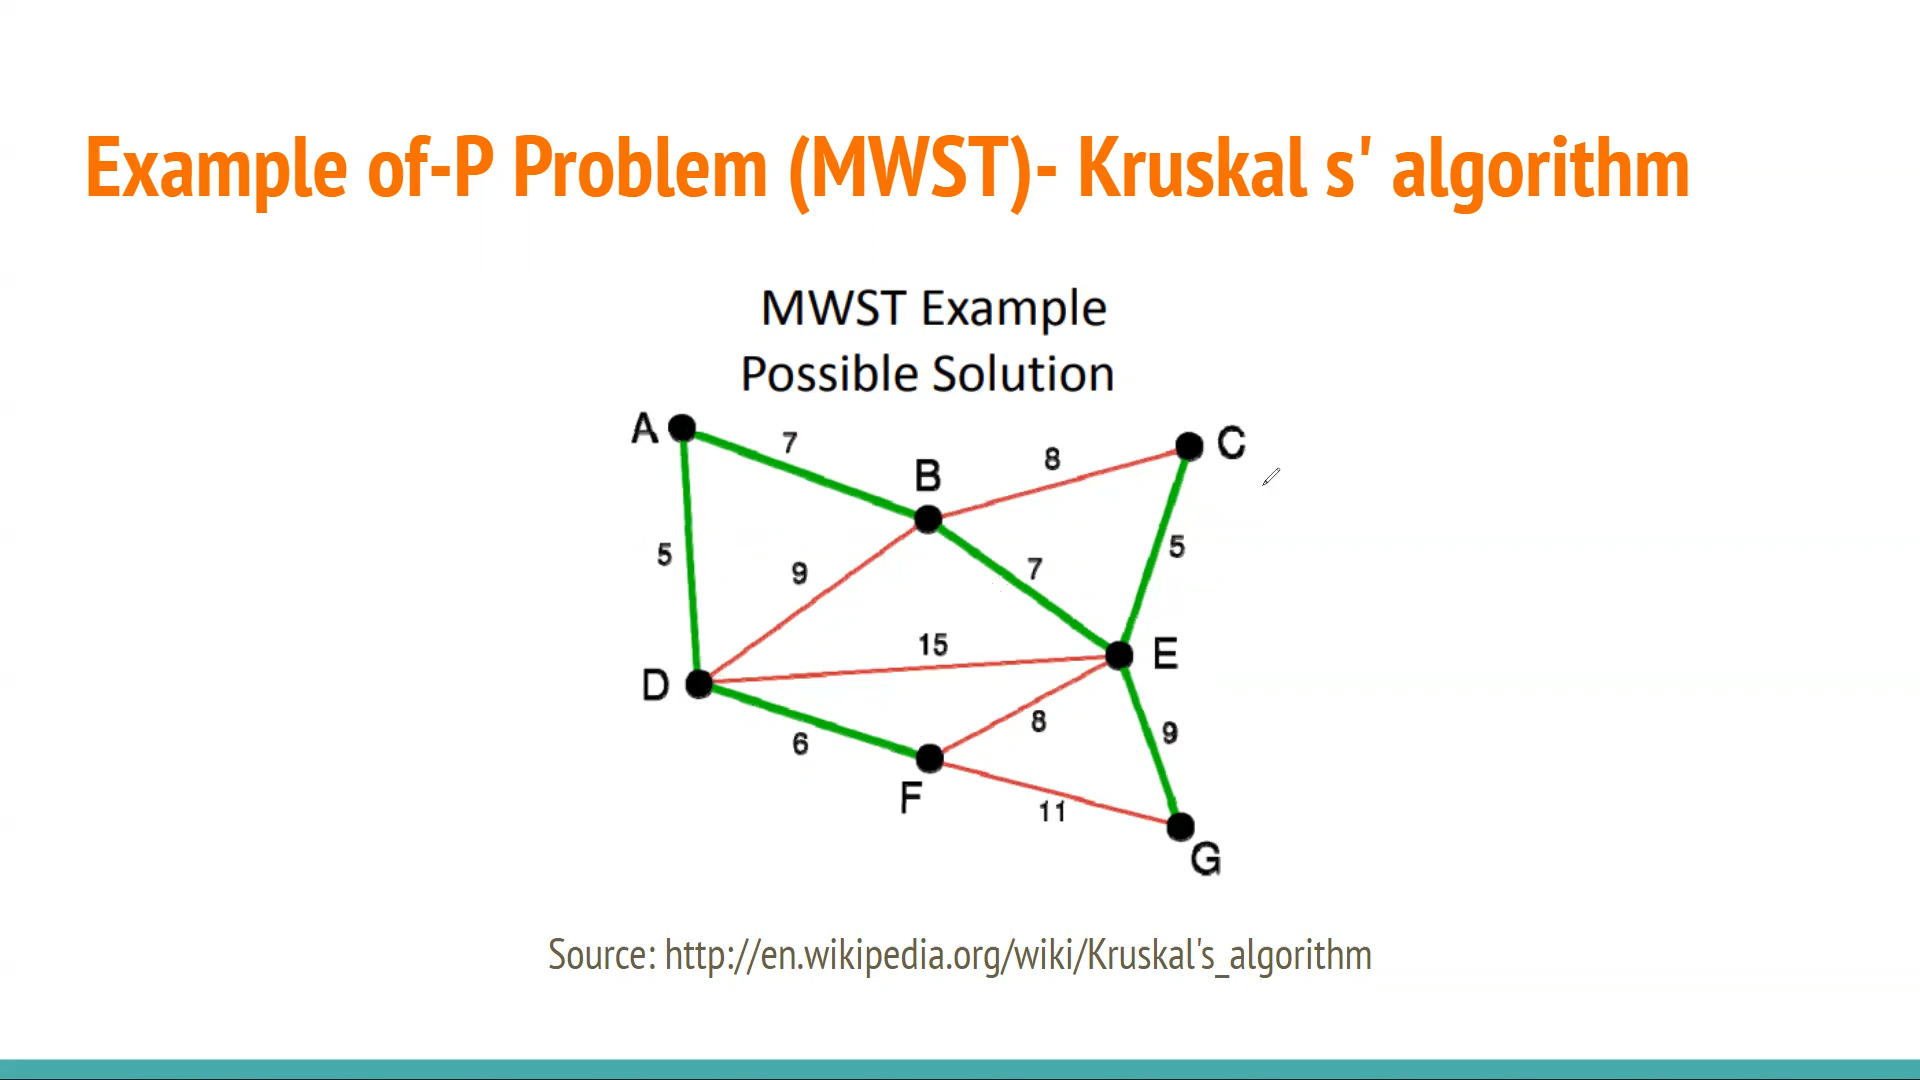 Example of-P Problem (MWST)- Kruskal s' algorithm
MWST Example
Possible Solution
A
7
B
8
C
5
9
7
5
15
E
D
6
8
9
F
11
G
Source: http://en.wikipedia.org/wiki/Kruskal's_algorithm